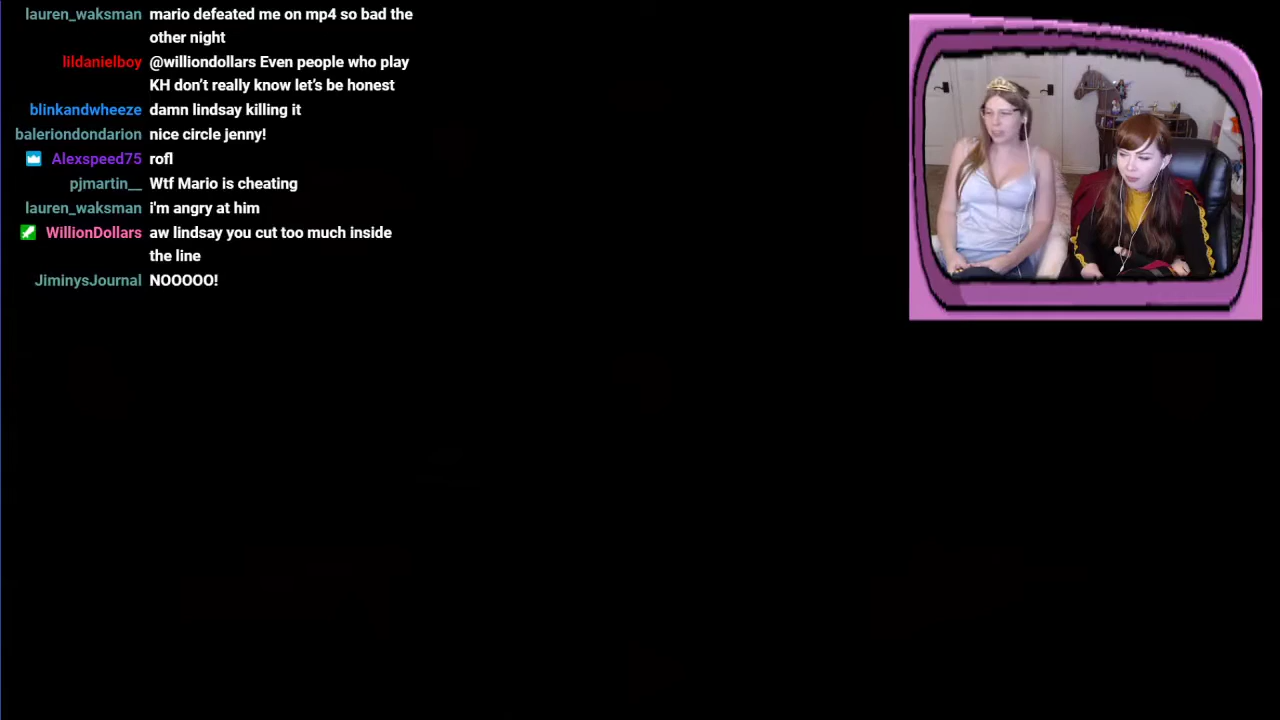 lauren_waksman mario defeated me on mp4 so bad the
other night
lildanielboy @williondollars Even people who play
KH don’t really know let’s be honest
blinkandwheeze damn lindsay killing it
baleriondondarion nice circle jenny!
Alexspeed75 rofl
pjmartin__ Wtf Mario is cheating
lauren_waksman i'm angry at him
WillionDollars aw lindsay you cut too much inside
the line
JiminysJournal NOOOOO!